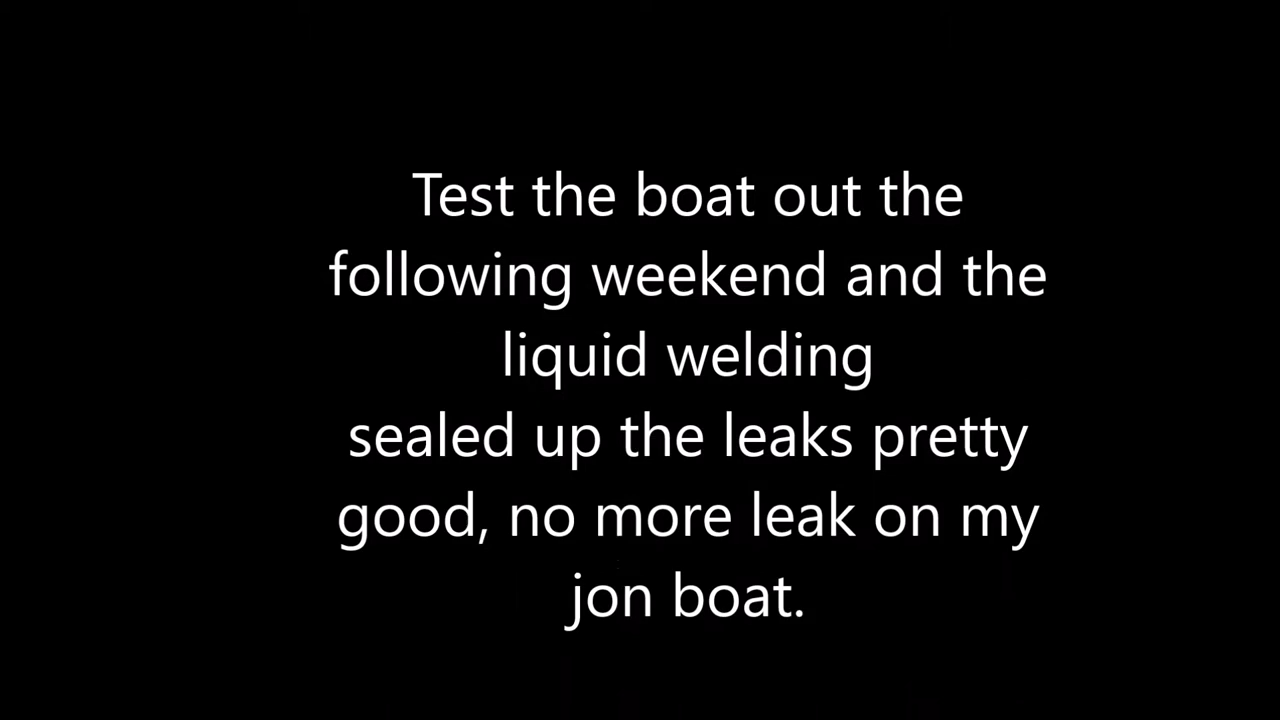 Test the boat out the
following weekend and the
liquid welding
sealed up the leaks pretty
good, no more leak on my
jon boat.